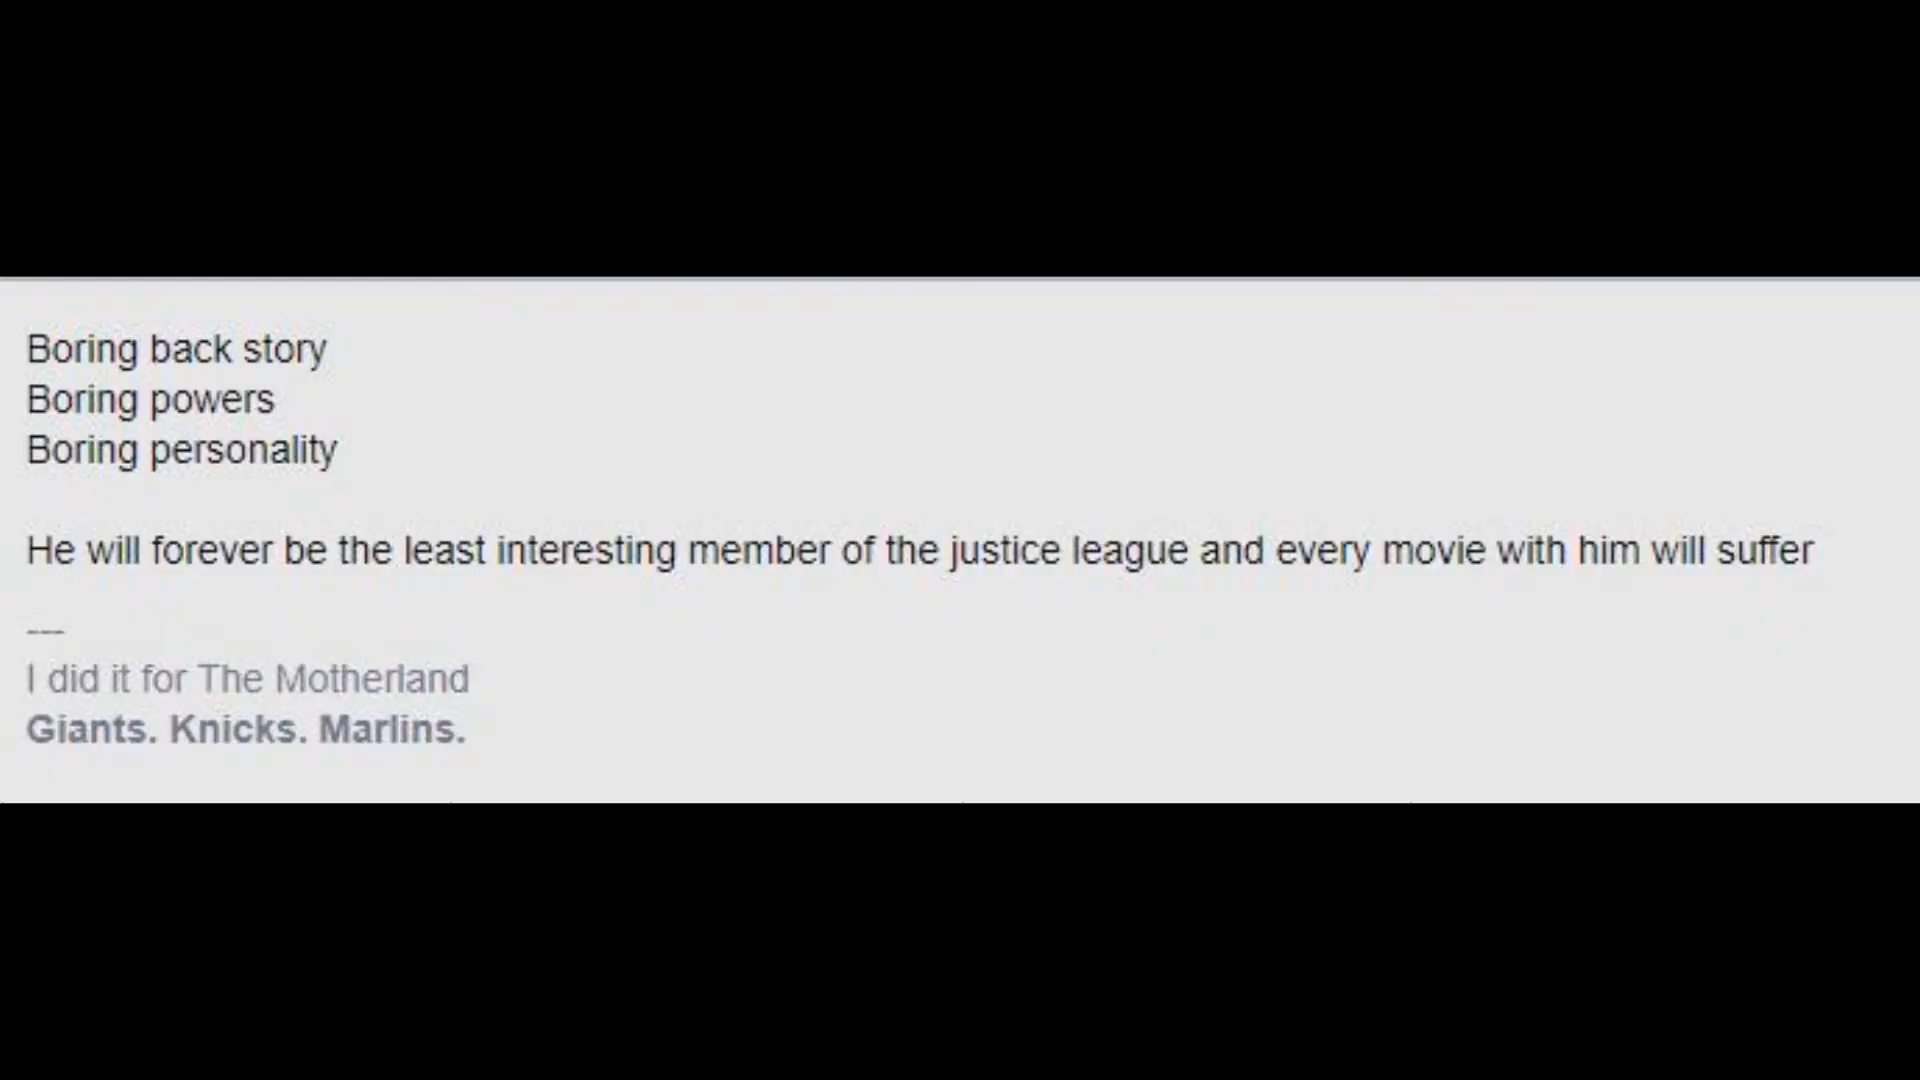 Boring back story
Boring powers
Boring personality
He will forever be the least interesting member of the justice league and every movie with him will suffer
---
I did it for The Motherland
Giants. Knicks. Marlins.